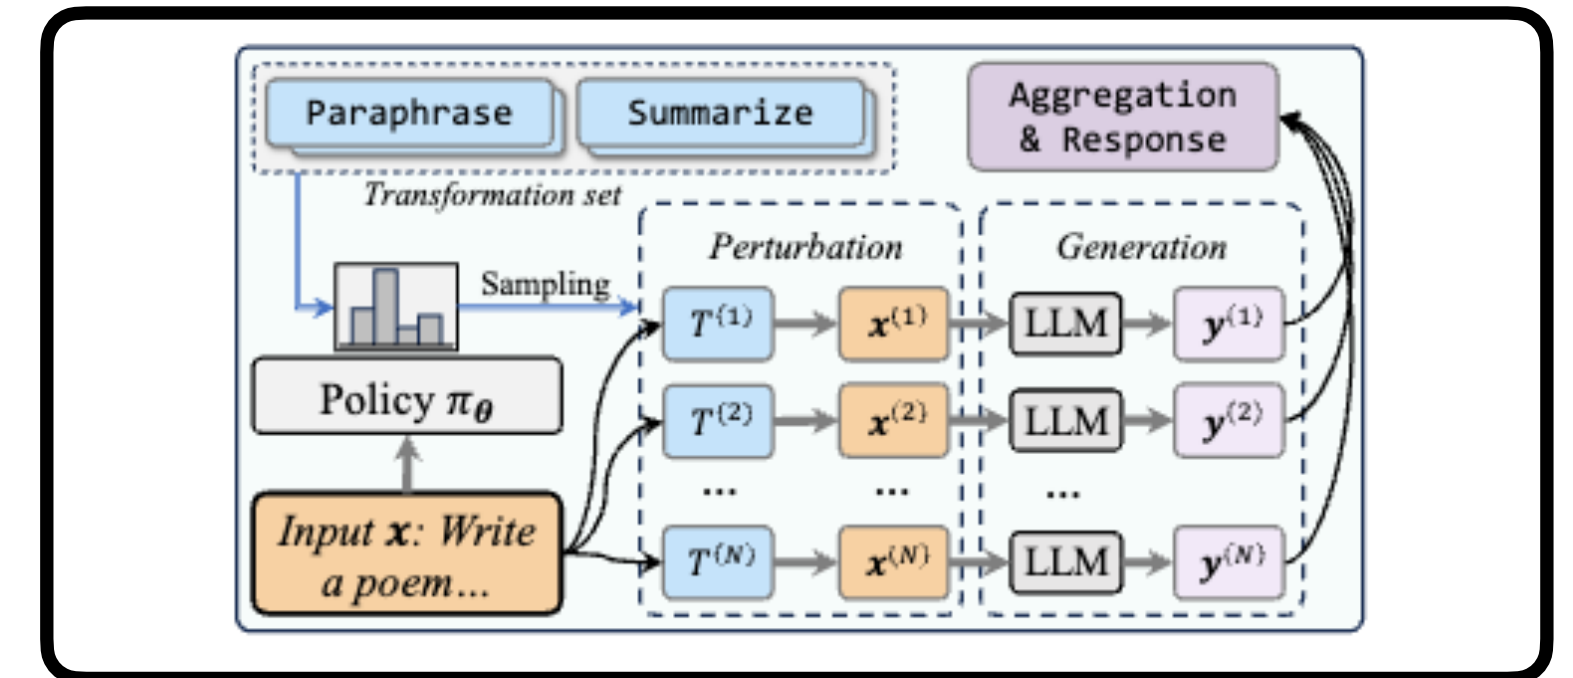 Paraphrase
Summarize
Transformation set
Aggregation
& Response
Sampling
Policy π_θ
Input x: Write
a poem...
Perturbation
Generation
T^(1) x^(1) LLM y^(1)
T^(2) x^(2) LLM y^(2)
... ... ...
T^(N) x^(N) LLM y^(N)